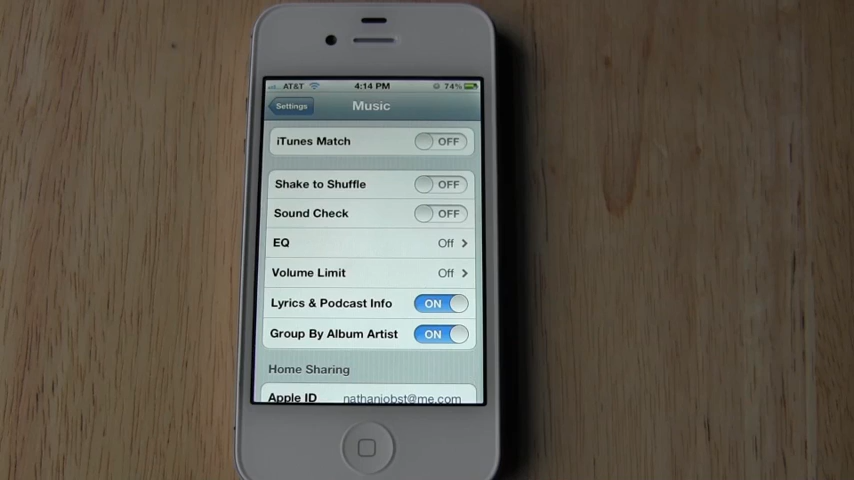 AT&T 4:14 PM 74%
Settings Music
iTunes Match OFF
Shake to Shuffle OFF
Sound Check OFF
EQ Off
Volume Limit Off
Lyrics & Podcast Info ON
Group By Album Artist ON
Home Sharing
Apple ID nathanjobst@me.com